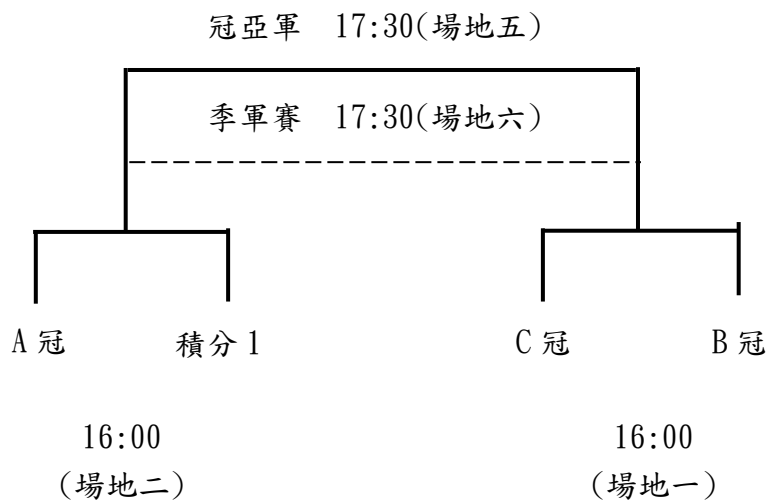 冠亞軍 17:30(場地五)
季軍賽 17:30(場地六)
A冠 積分1 C冠 B冠
16:00 16:00
(場地二) (場地一)